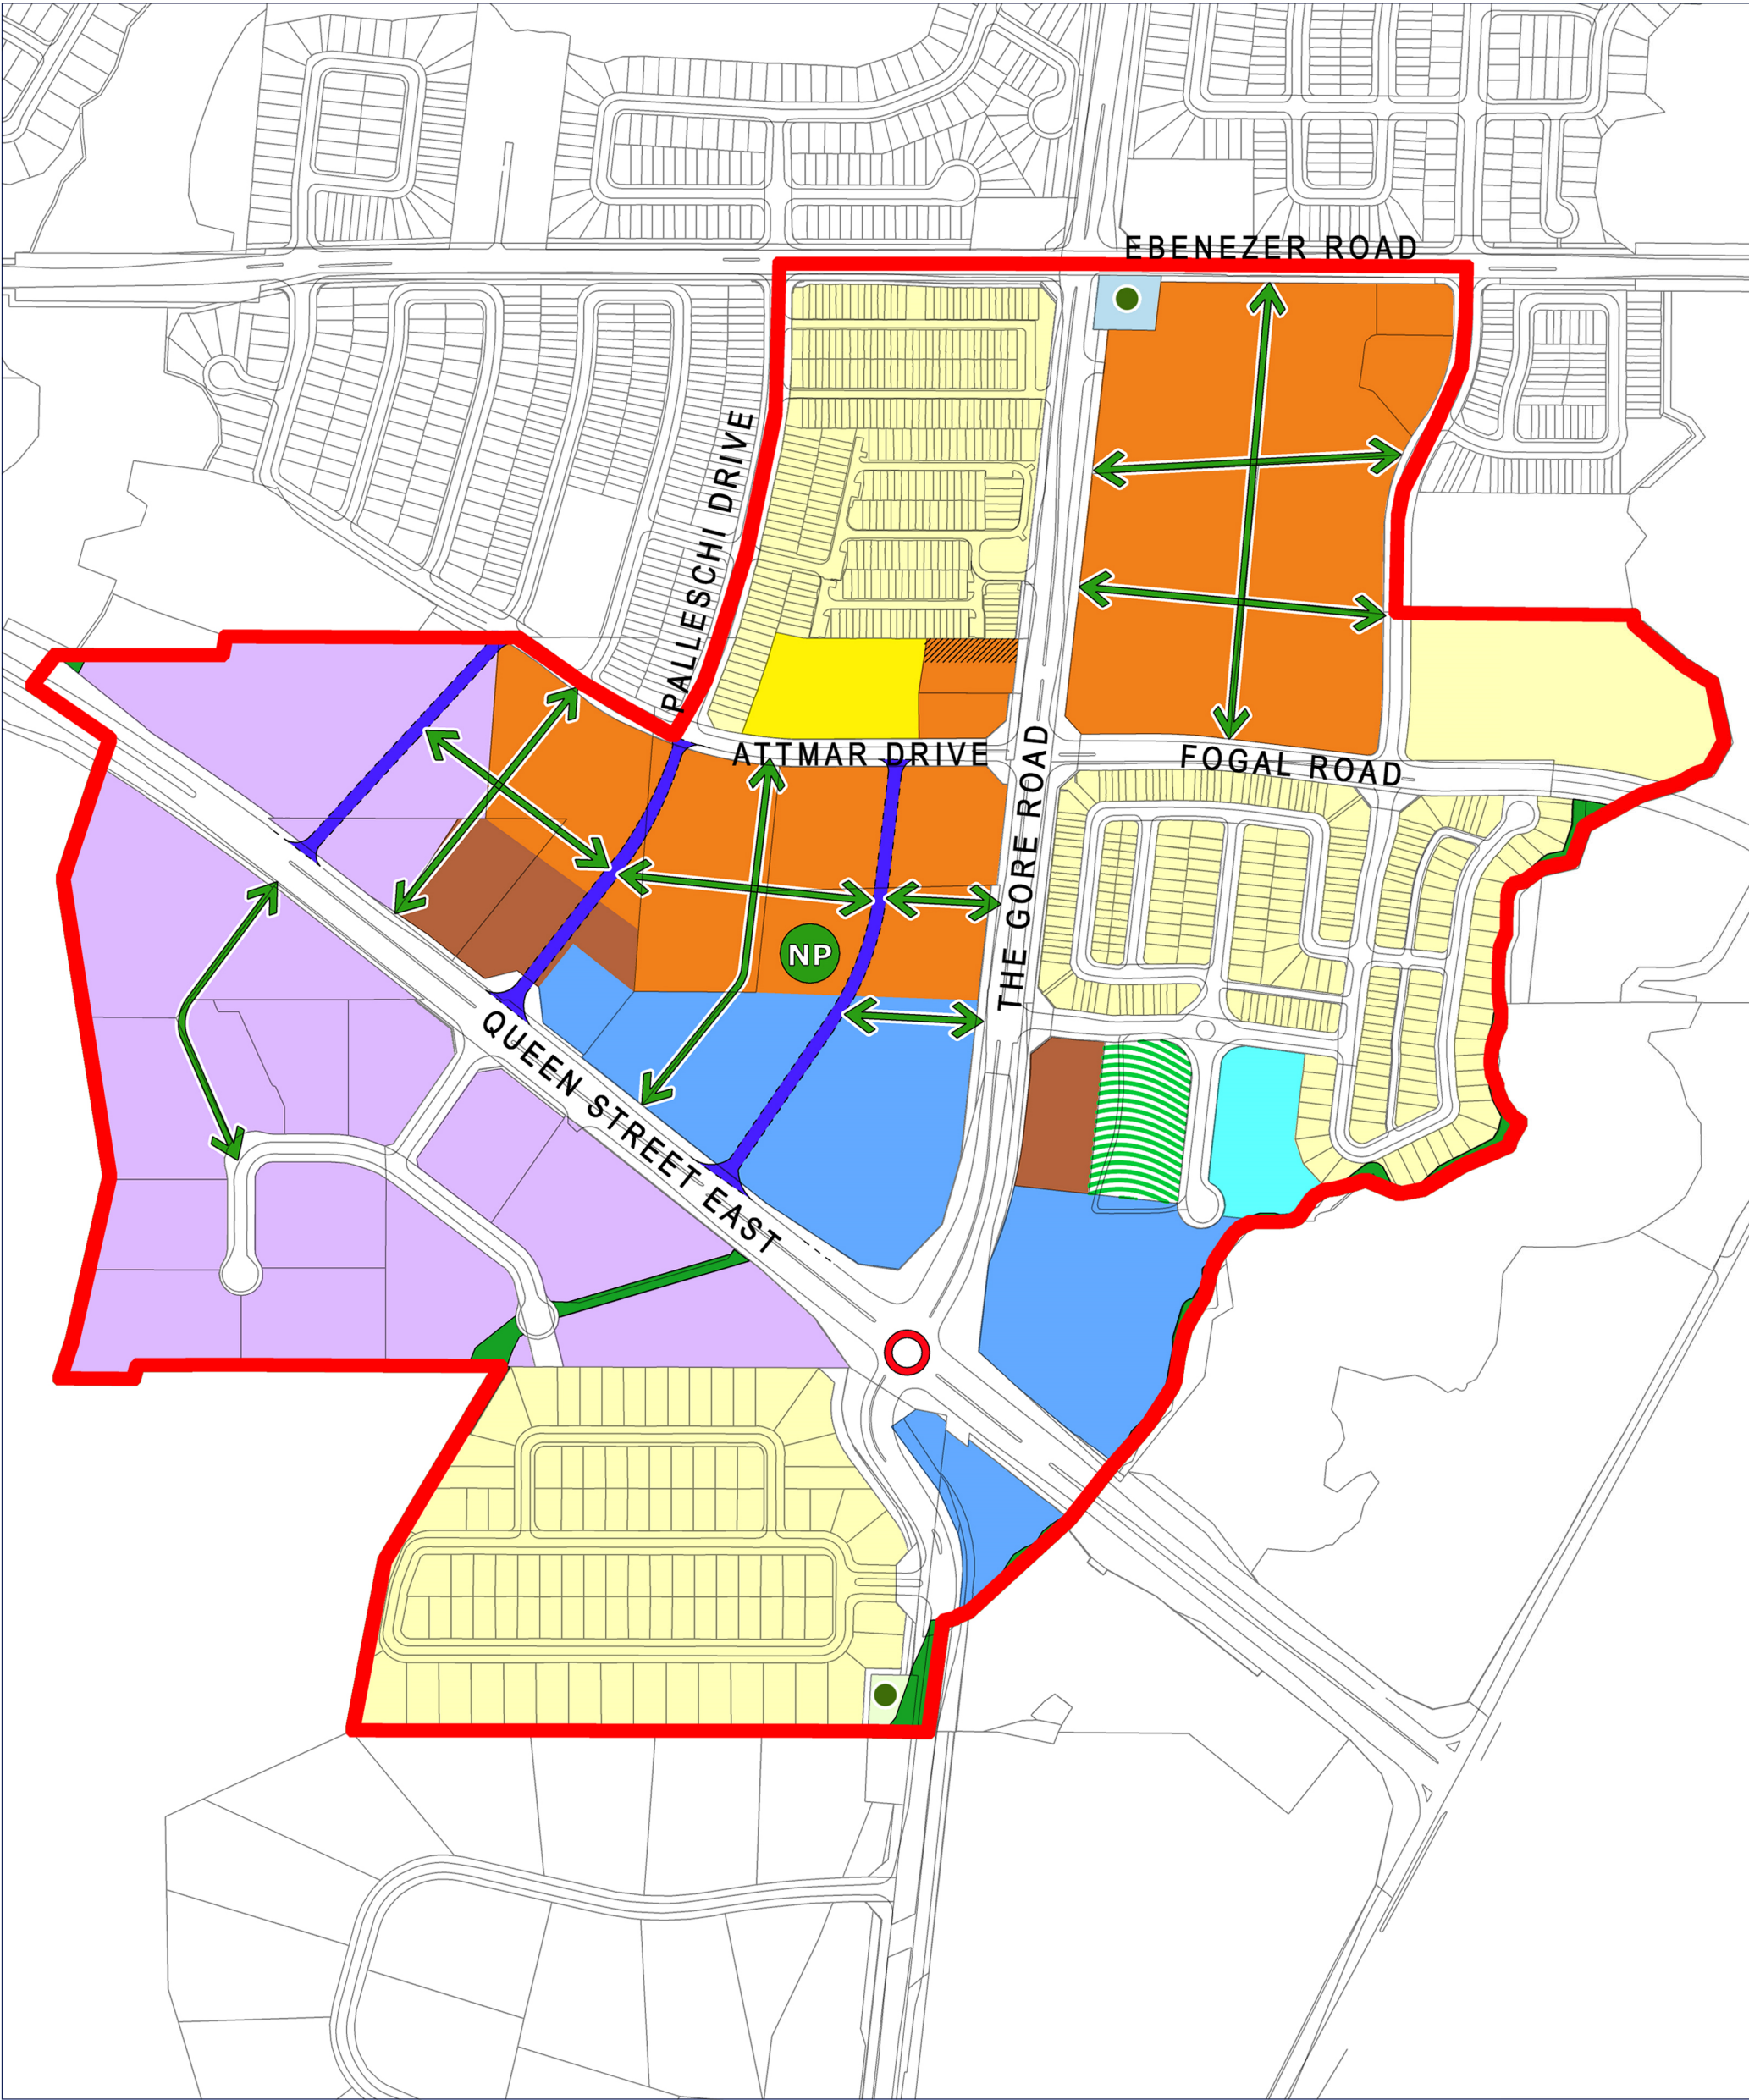 EBENEZER ROAD
PALLESCHI DRIVE
ATTMAR DRIVE
FOGAL ROAD
THE GORE ROAD
NP
QUEEN STREET EAST